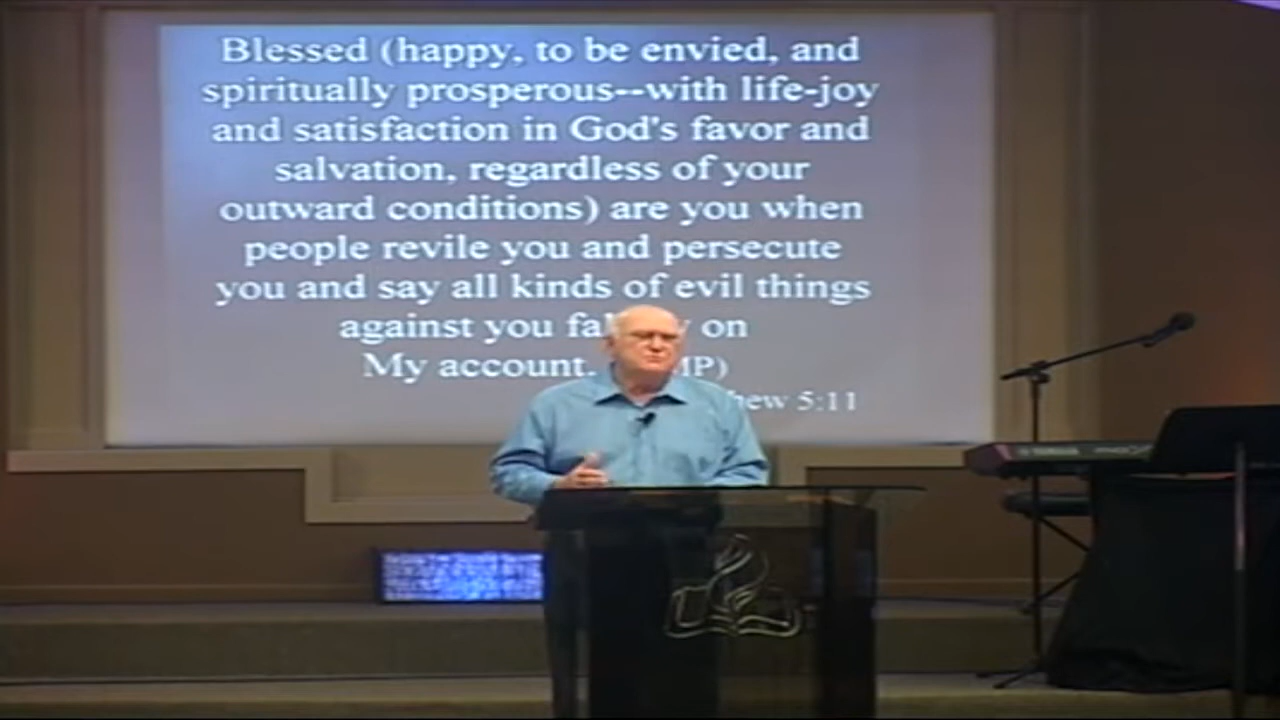 Blessed (happy, to be envied, and
spiritually prosperous--with life-joy
and satisfaction in God's favor and
salvation, regardless of your
outward conditions) are you when
people revile you and persecute
you and say all kinds of evil things
against you on
My account.
5:11